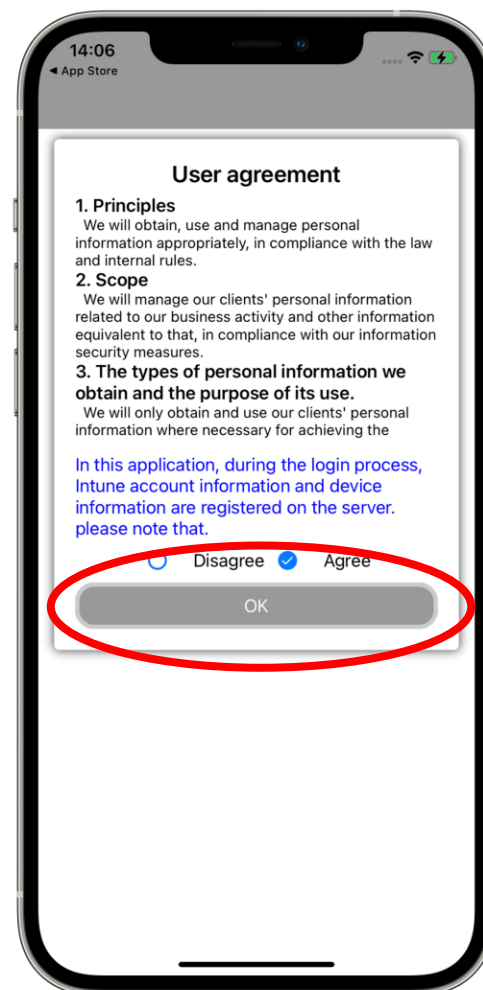 14:06
◀ App Store
User agreement
1. Principles
We will obtain, use and manage personal
information appropriately, in compliance with the law
and internal rules.
2. Scope
We will manage our clients' personal information
related to our business activity and other information
equivalent to that, in compliance with our information
security measures.
3. The types of personal information we
obtain and the purpose of its use.
We will only obtain and use our clients' personal
information where necessary for achieving the
In this application, during the login process,
Intune account information and device
information are registered on the server.
please note that.
Disagree Agree
OK